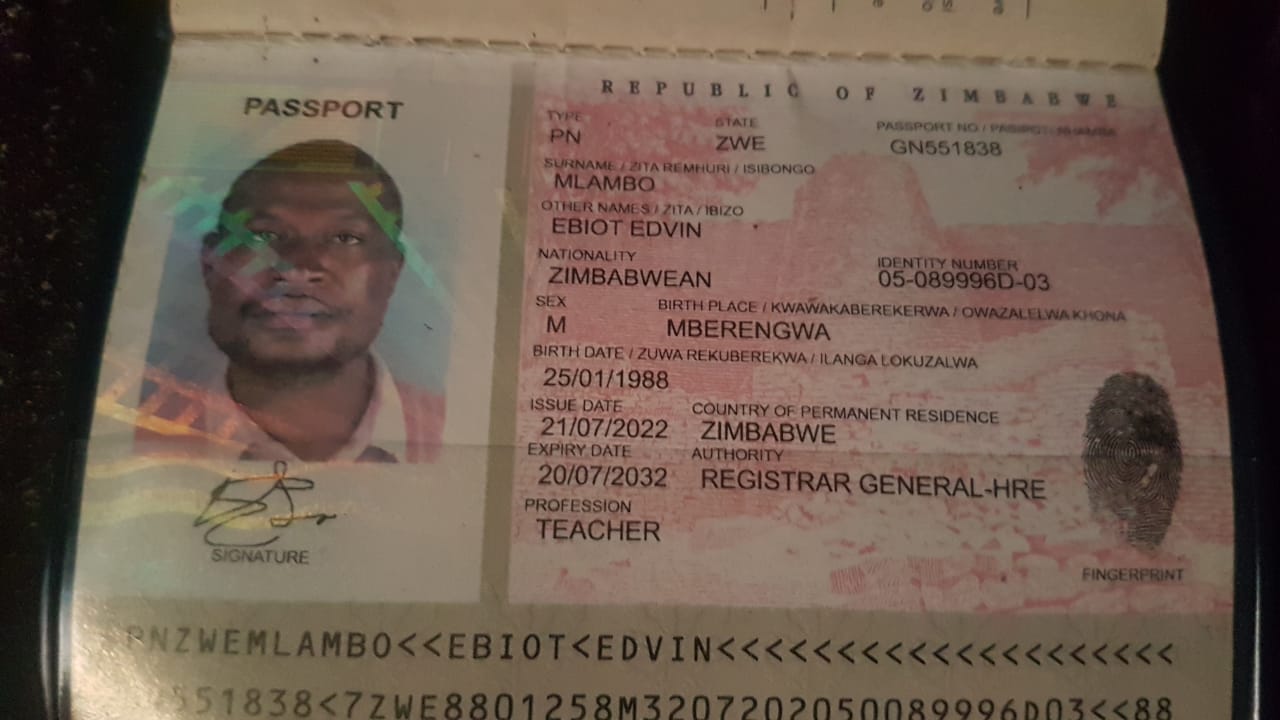 PASSPORT
REPUBLIC OF ZIMBABWE
TYPE STATE PASSPORT NO /
PN ZWE GN551838
SURNAME / ZITA REMHURI / ISIBONGO
MLAMBO
OTHER NAMES / ZITA / IBIZO
EBIOT EDVIN
NATIONALITY IDENTITY NUMBER
ZIMBABWEAN 05-089996D-03
SEX BIRTH PLACE / KWAWAKABEREKERWA / OWAZALELWA KHONA
M MBERENGWA
BIRTH DATE / ZUWA REKUBEREKWA / ILANGA LOKUZALWA
25/01/1988
ISSUE DATE COUNTRY OF PERMANENT RESIDENCE
21/07/2022 ZIMBABWE
EXPIRY DATE AUTHORITY
20/07/2032 REGISTRAR GENERAL-HRE
PROFESSION
TEACHER
SIGNATURE
FINGERPRINT
PNZWEMLAMBO<<EBIOT<EDVIN<<<<<<<<<<<<<<<<<<<<
551838<7ZWE8801258M3207202050089996D03<<88